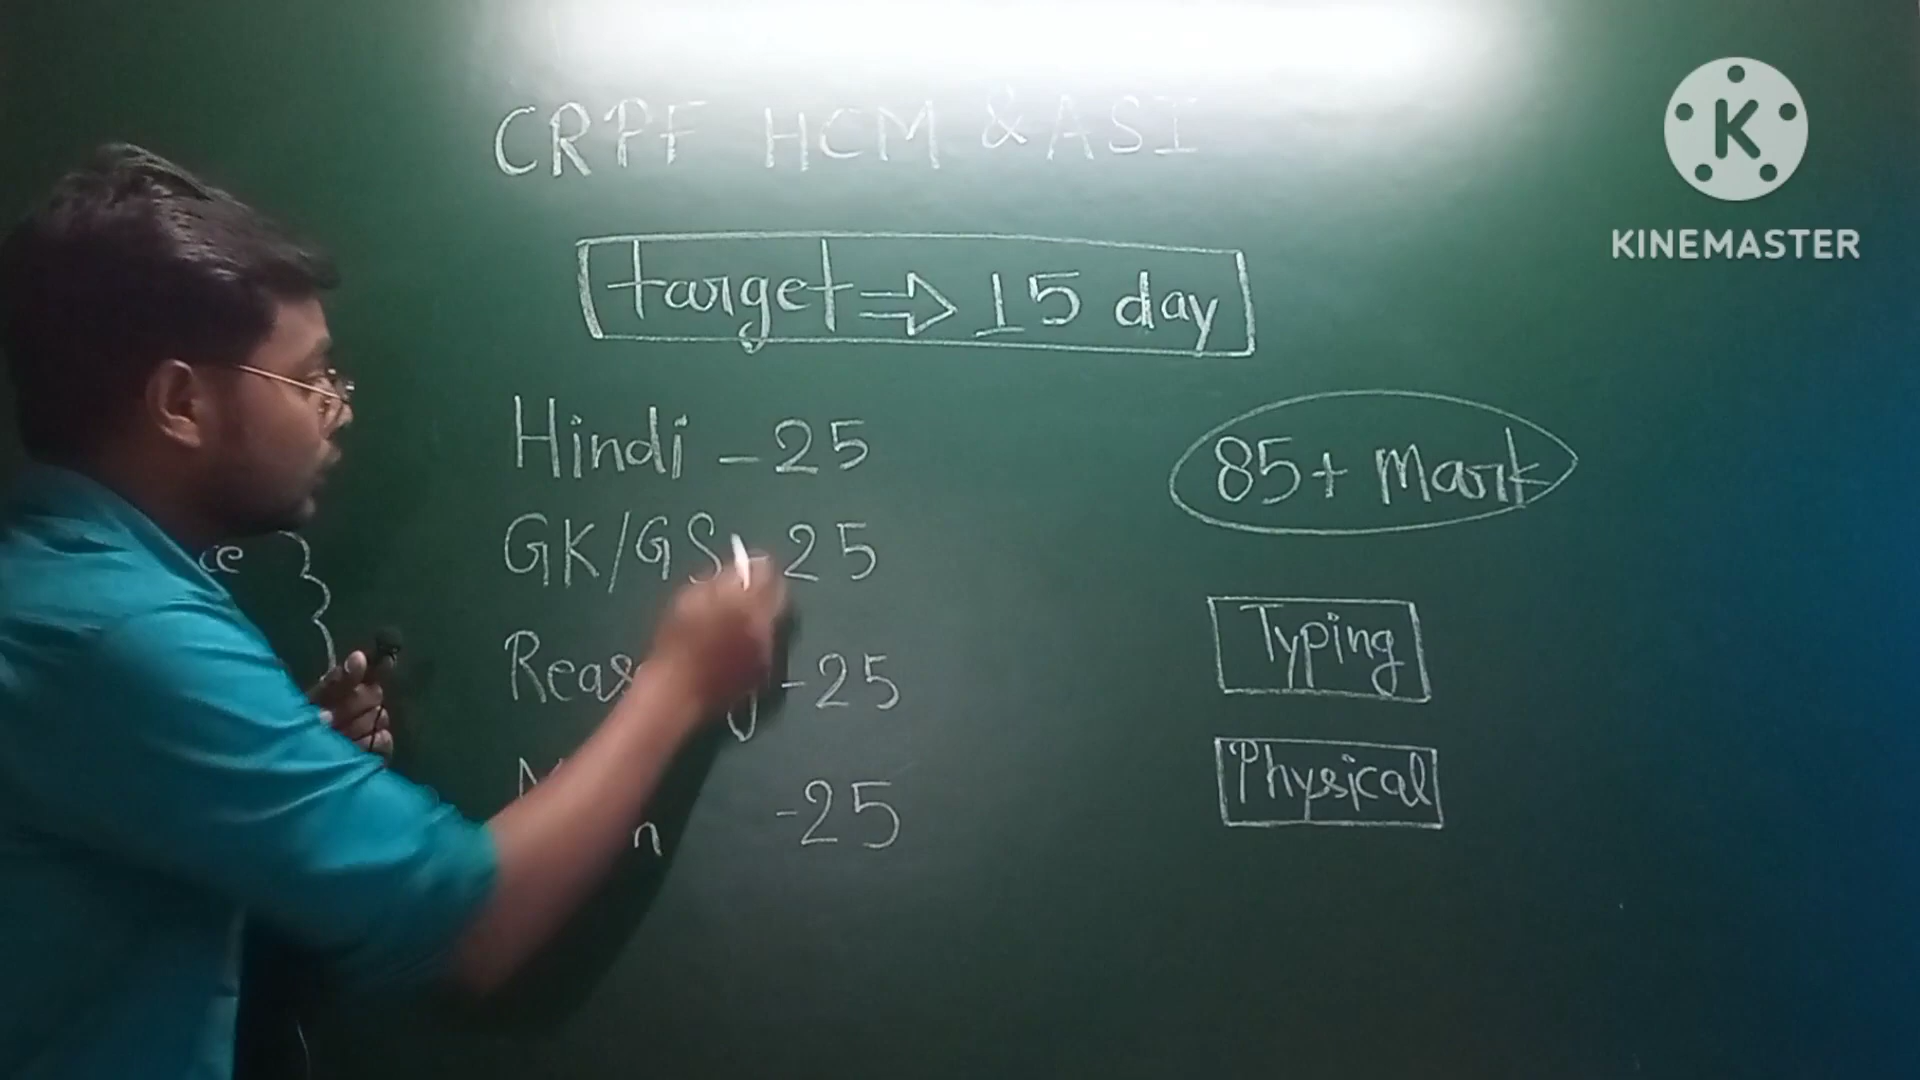 CRPF HCM & ASI
target ⇒ 15 day
Hindi - 25
GK/GS - 25
- 25
- 25
85+ Mark
Typing
Physical
K
KINEMASTER